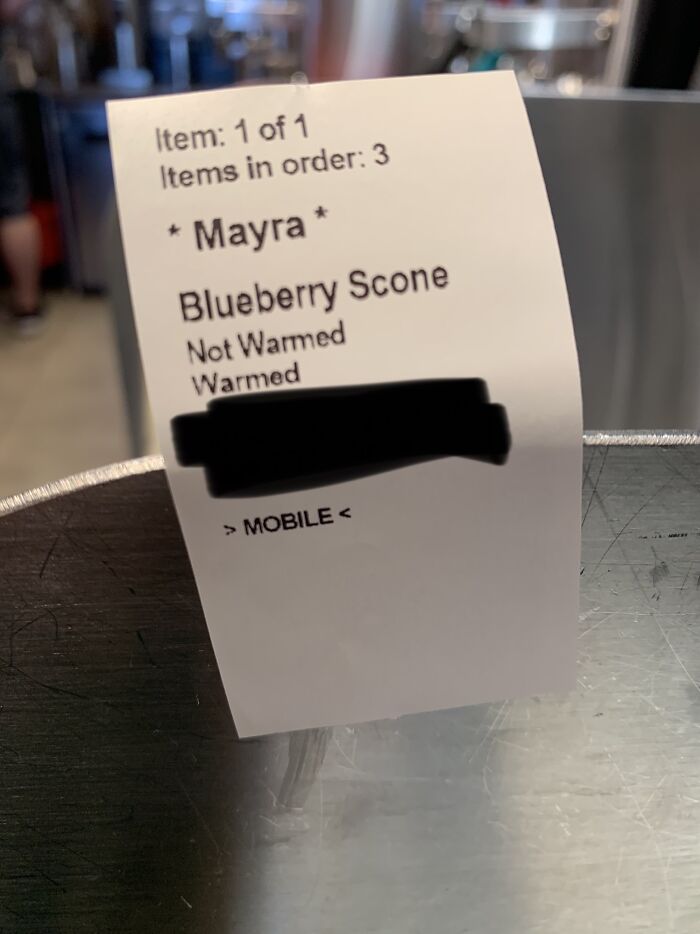 Item: 1 of 1
Items in order: 3
* Mayra *
Blueberry Scone
Not Warmed
Warmed
> MOBILE <